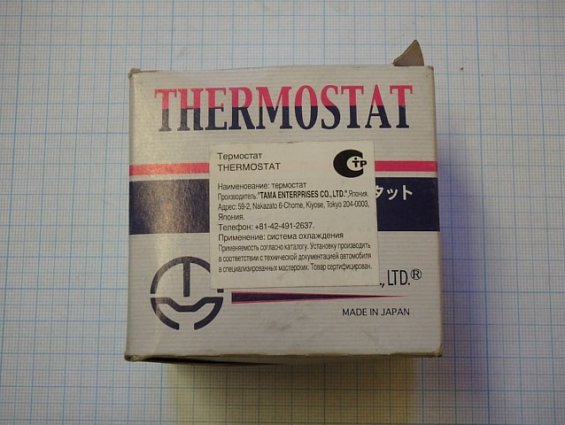 THERMOSTAT
Термостат
THERMOSTAT
СТР
Наименование: термостат
Производитель:"TAMA ENTERPRISES CO., LTD.",Япония.
Адрес: 59-2, Nakazato 6-Chome, Kiyose, Tokyo 204-0003,
Япония.
Телефон: +81-42-491-2637.
Применение: система охлаждения
Применяемость согласно каталогу. Установку производить
в соответствии с технической документацией автомобиля
в специализированных мастерских. Товар сертифицирован.
タット
., LTD.®
MADE IN JAPAN